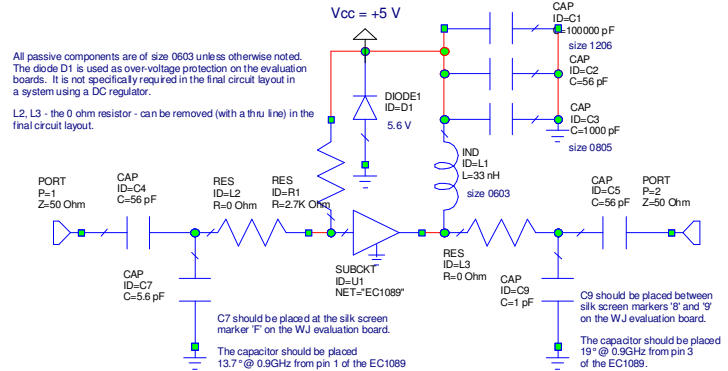 Vcc = +5 V
CAP
ID=C1
C=100000 pF
size 1206
All passive components are of size 0603 unless otherwise noted.
The diode D1 is used as over-voltage protection on the evaluation
boards. It is not specifically required in the final circuit layout in
a system using a DC regulator.
L2, L3 - the 0 ohm resistor - can be removed (with a thru line) in the
final circuit layout.
DIODE1
ID=D1
5.6 V
CAP
ID=C2
C=56 pF
CAP
ID=C3
C=1000 pF
size 0805
IND
ID=L1
L=33 nH
size 0603
PORT
P=1
Z=50 Ohm
CAP
ID=C4
C=56 pF
RES
ID=L2
R=0 Ohm
RES
ID=R1
R=2.7K Ohm
CAP
ID=C5
C=56 pF
PORT
P=2
Z=50 Ohm
CAP
ID=C7
C=5.6 pF
SUBCKT
ID=U1
NET="EC1089"
RES
ID=L3
R=0 Ohm
CAP
ID=C9
C=1 pF
C7 should be placed at the silk screen
marker 'F' on the WJ evaluation board.
The capacitor should be placed
13.7° @ 0.9GHz from pin 1 of the EC1089
C9 should be placed between
silk screen markers '8' and '9'
on the WJ evaluation board.
The capacitor should be placed
19° @ 0.9GHz from pin 3
of the EC1089.